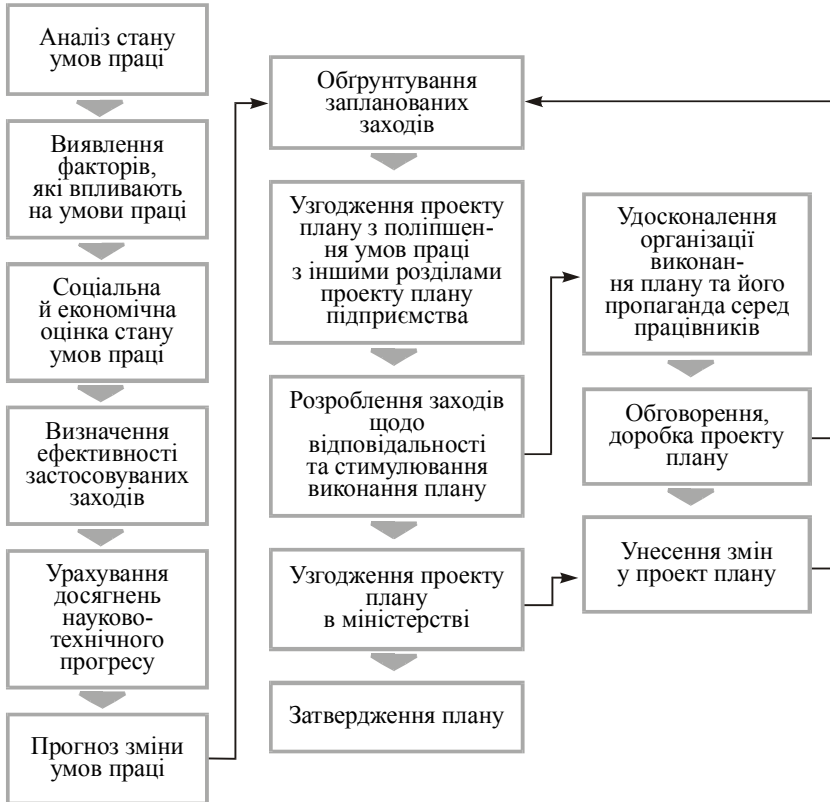 Аналіз стану
умов праці
Виявлення
факторів,
які впливають
на умови праці
Соціальна
й економічна
оцінка стану
умов праці
Визначення
ефективності
застосовуваних
заходів
Урахування
досягнень
науково-
технічного
прогресу
Прогноз зміни
умов праці
Обґрунтування
запланованих
заходів
Узгодження проекту
плану з поліпшен-
ня умов праці
з іншими розділами
проекту плану
підприємства
Розроблення заходів
щодо
відповідальності
та стимулювання
виконання плану
Узгодження проекту
плану
в міністерстві
Затвердження плану
Удосконалення
організації
виконан-
ня плану та його
пропаганда серед
працівників
Обговорення,
доробка проекту
плану
Унесення змін
у проект плану